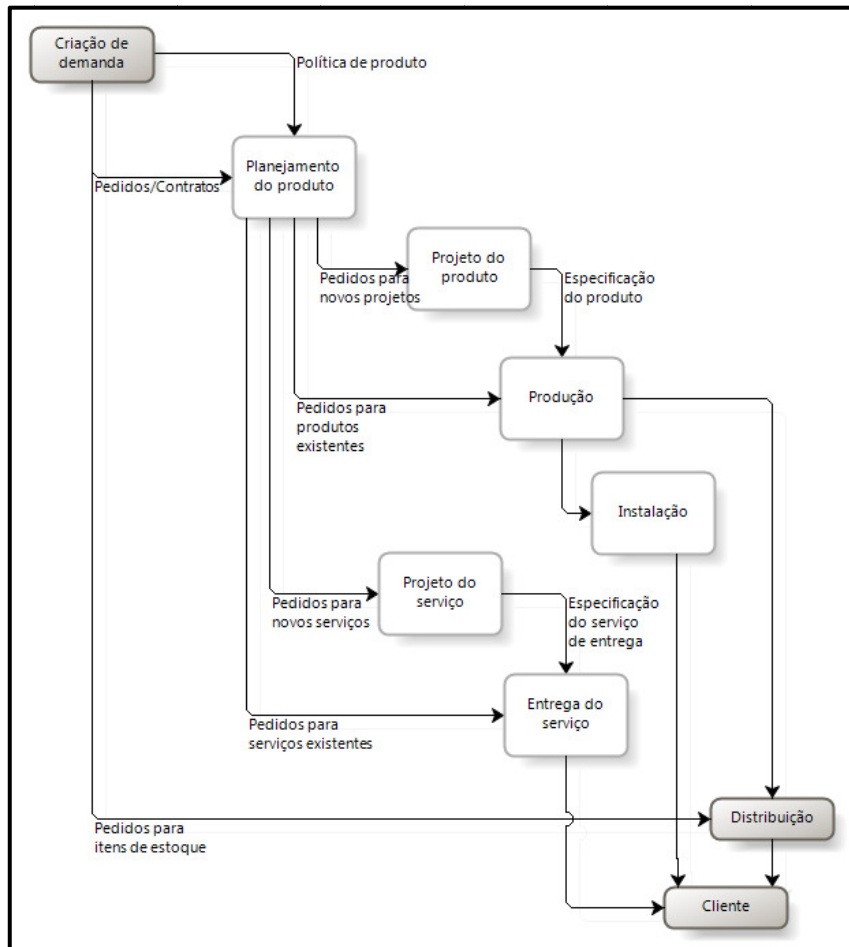 Criação de
demanda
Política de produto
Planejamento
do produto
Pedidos/Contratos
Projeto do
produto
Pedidos para
novos projetos
Especificação
do produto
Produção
Pedidos para
produtos
existentes
Instalação
Projeto do
serviço
Pedidos para
novos serviços
Especificação
do serviço
de entrega
Entrega do
serviço
Pedidos para
serviços existentes
Distribuição
Pedidos para
itens de estoque
Cliente